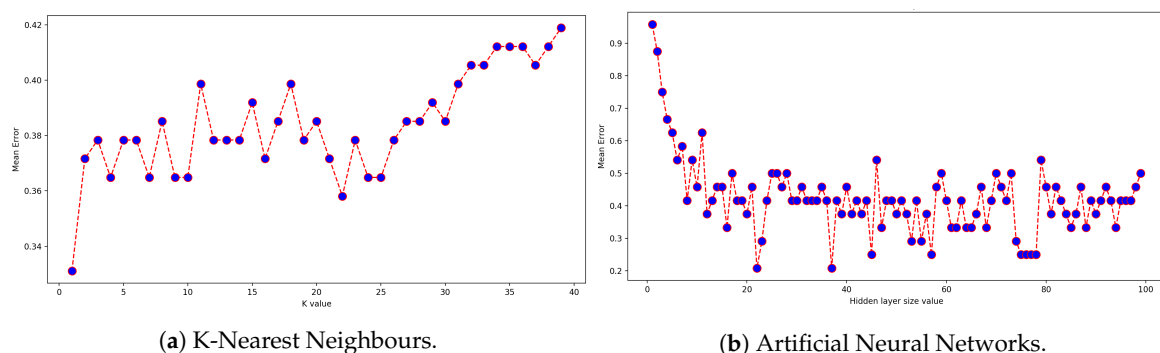 0.42
0.40
0.38
0.36
0.34
Mean Error
0 5 10 15 20 25 30 35 40
K value
(a) K-Nearest Neighbours.
0.9
0.8
0.7
0.6
0.5
0.4
0.3
0.2
Mean Error
0 20 40 60 80 100
Hidden layer size value
(b) Artificial Neural Networks.